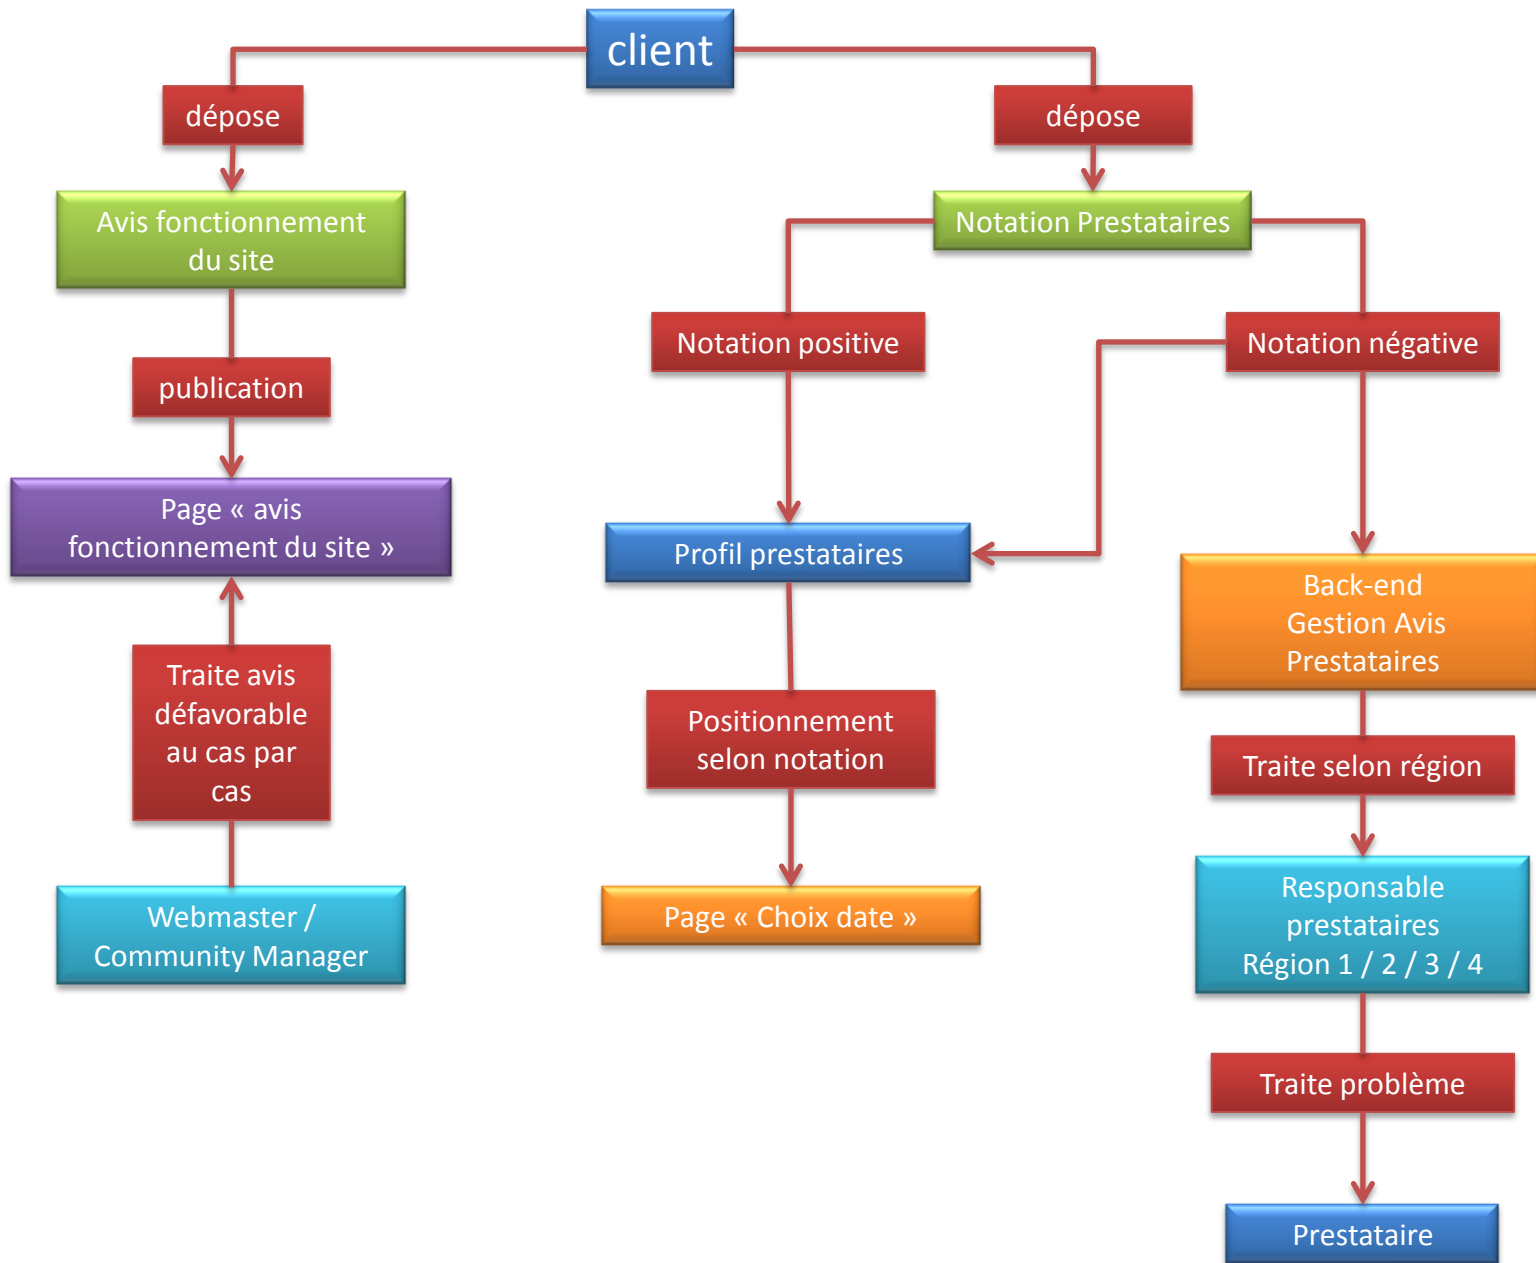 client
dépose
dépose
Avis fonctionnement
du site
Notation Prestataires
Notation positive
Notation négative
publication
Page « avis
fonctionnement du site »
Profil prestataires
Back-end
Gestion Avis
Prestataires
Traite avis
défavorable
au cas par
cas
Positionnement
selon notation
Traite selon région
Webmaster /
Community Manager
Page « Choix date »
Responsable
prestataires
Région 1 / 2 / 3 / 4
Traite problème
Prestataire